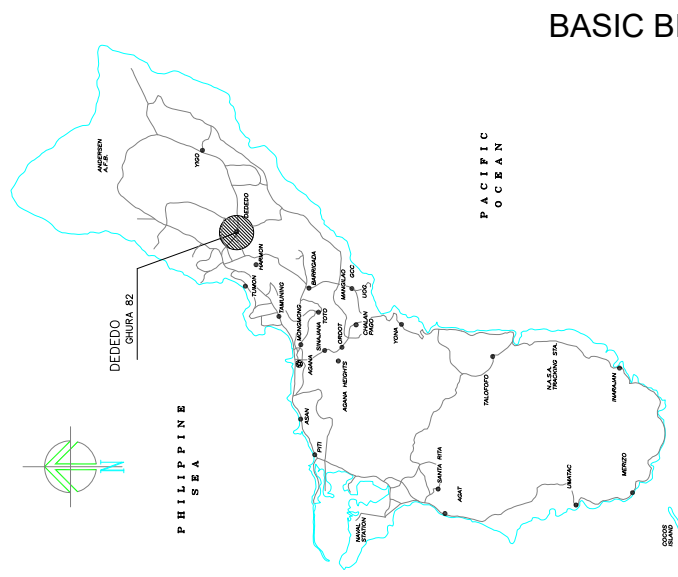 BASIC B
ANDERSEN
A.F.B.
YIGO
PACIFIC
OCEAN
DEDEDO
DEDEDO
GHURA 82
HARMON
TUMON
BARRIGADA
TAMUNING
MANGILAO
GCC
UOG
MONGMONG
TOTO
SINAJANA
ORDOT
CHALAN
PAGO
AGANA
AGANA HEIGHTS
YONA
ASAN
PITI
PHILIPPINE
SEA
N
TALOFOFO
N.A.S.A.
TRACKING STA.
INARAJAN
SANTA RITA
AGAT
NAVAL
STATION
UMATAC
MERIZO
COCOS
ISLAND